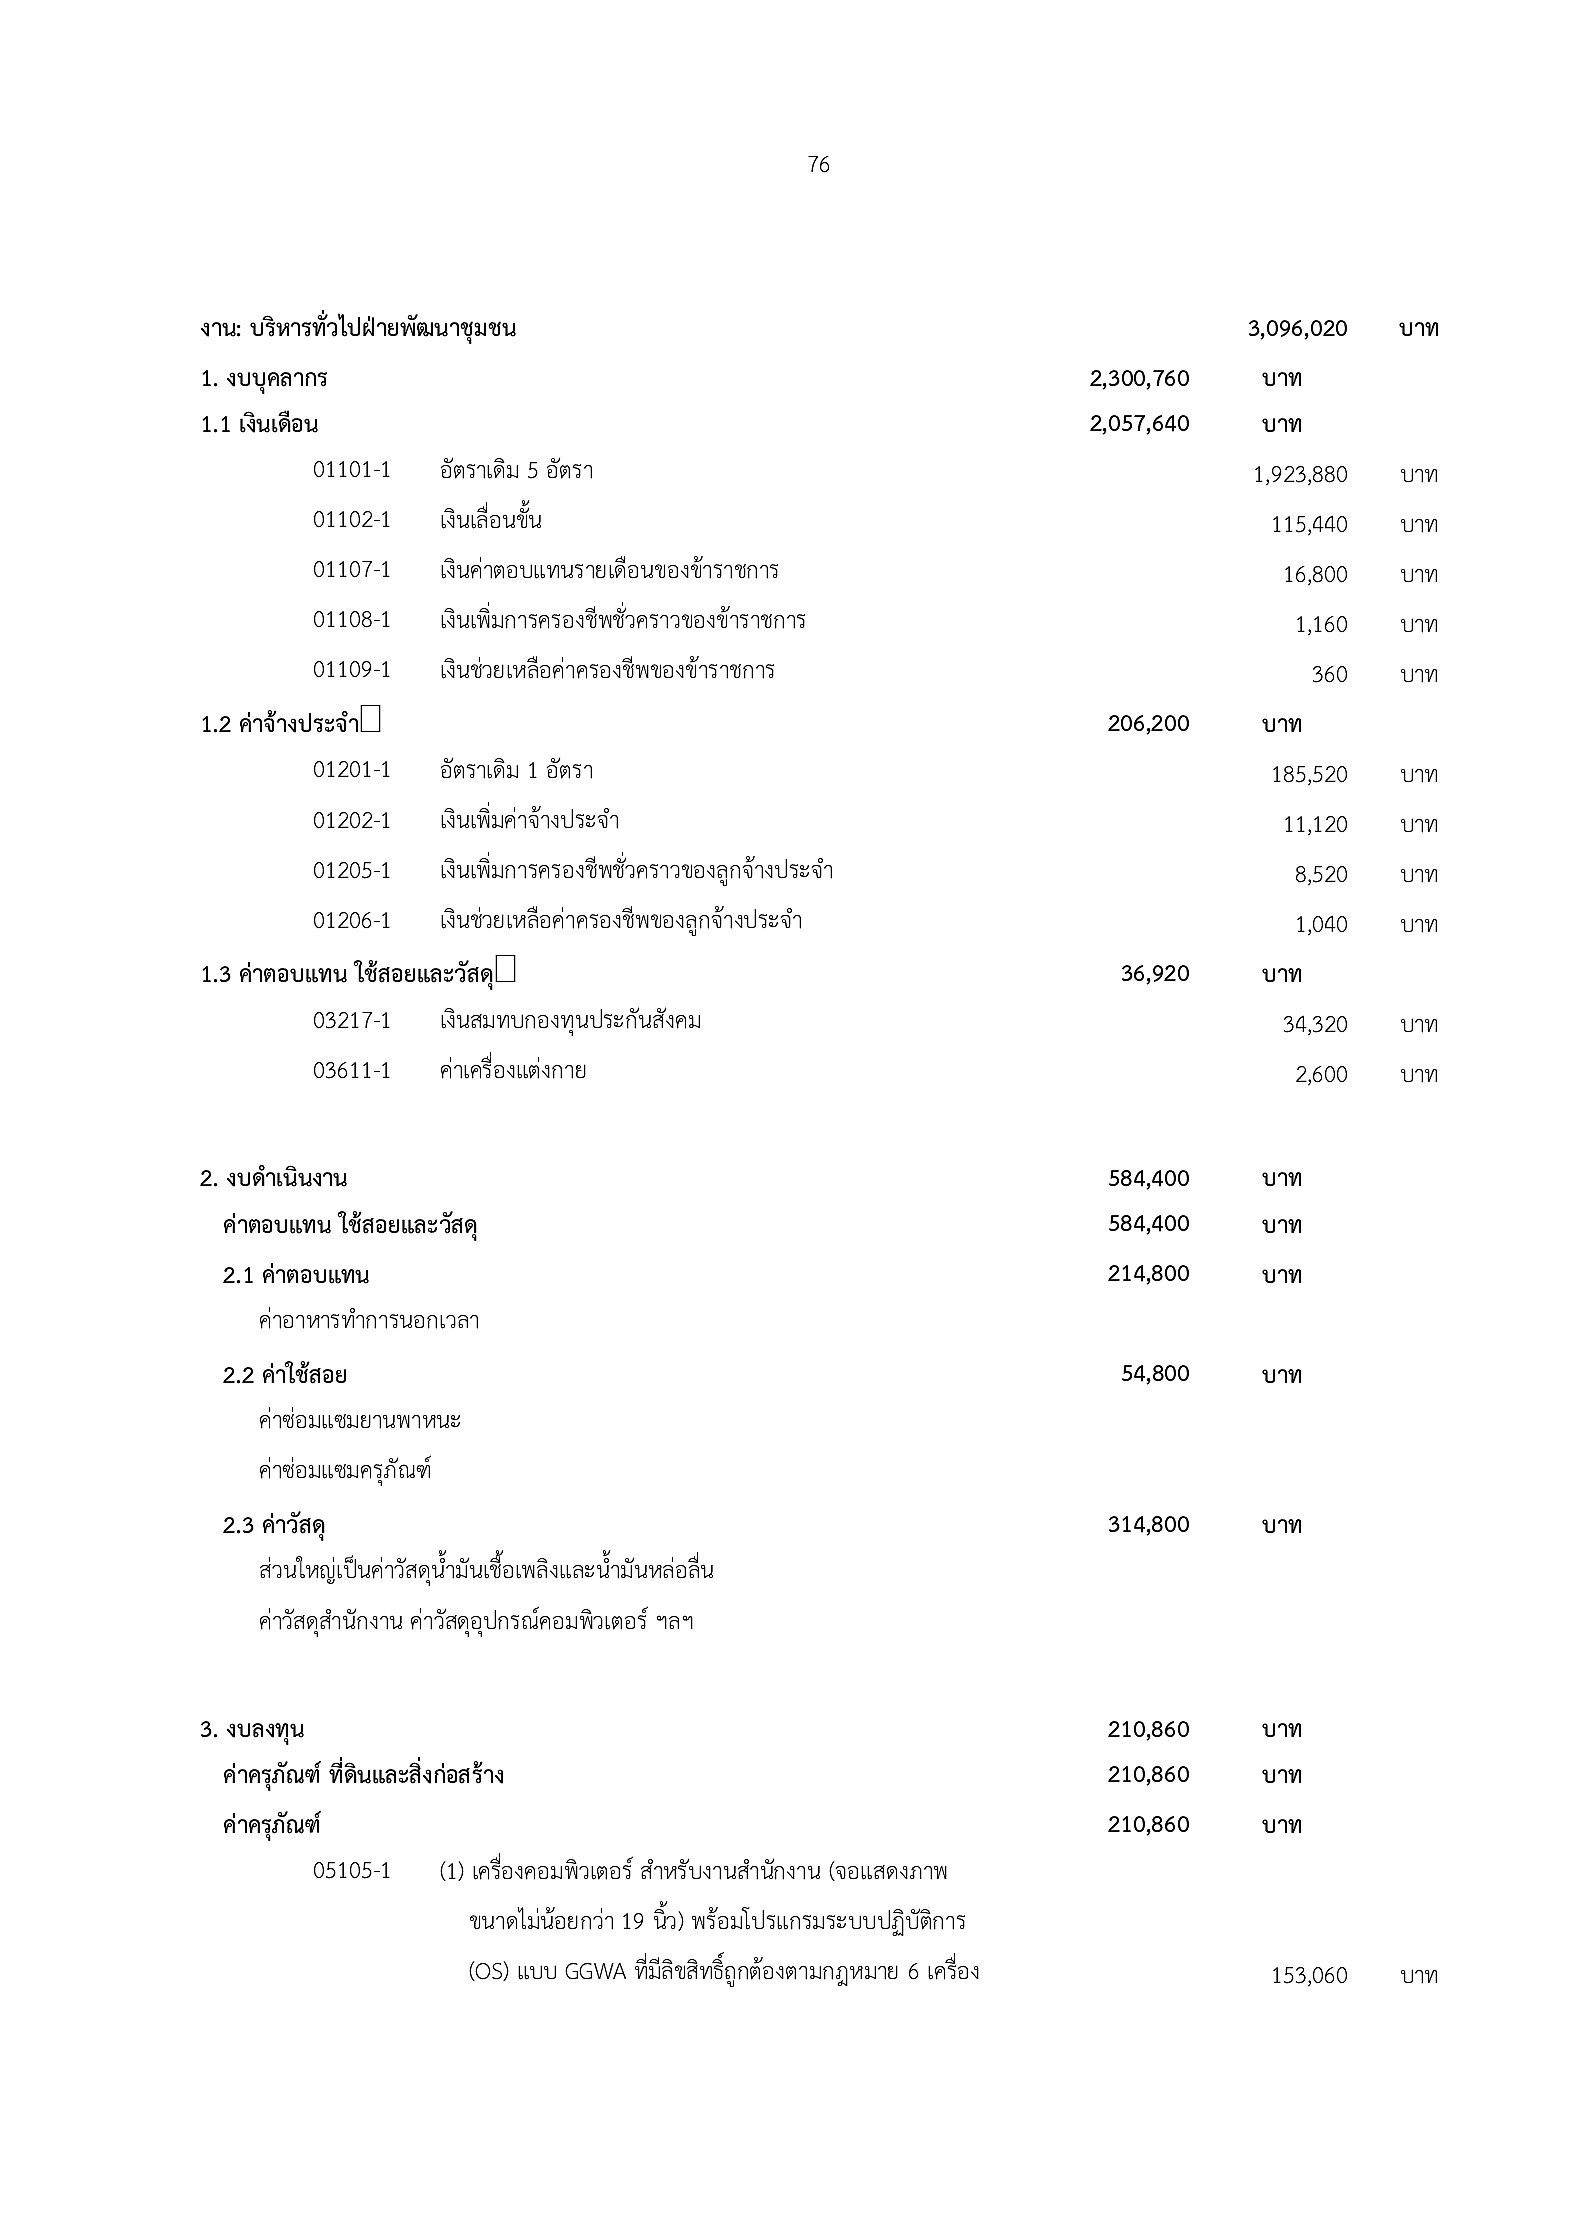 76
งาน: บริหารทั่วไปฝ่ายพัฒนาชุมชน 3,096,020 บาท
1. งบบุคลากร 2,300,760 บาท
1.1 เงินเดือน 2,057,640 บาท
01101-1 อัตราเดิม 5 อัตรา 1,923,880 บาท
01102-1 เงินเลื่อนขั้น 115,440 บาท
01107-1 เงินค่าตอบแทนรายเดือนของข้าราชการ 16,800 บาท
01108-1 เงินเพิ่มการครองชีพชั่วคราวของข้าราชการ 1,160 บาท
01109-1 เงินช่วยเหลือค่าครองชีพของข้าราชการ 360 บาท
1.2 ค่าจ้างประจำ 206,200 บาท
01201-1 อัตราเดิม 1 อัตรา 185,520 บาท
01202-1 เงินเพิ่มค่าจ้างประจำ 11,120 บาท
01205-1 เงินเพิ่มการครองชีพชั่วคราวของลูกจ้างประจำ 8,520 บาท
01206-1 เงินช่วยเหลือค่าครองชีพของลูกจ้างประจำ 1,040 บาท
1.3 ค่าตอบแทน ใช้สอยและวัสดุ 36,920 บาท
03217-1 เงินสมทบกองทุนประกันสังคม 34,320 บาท
03611-1 ค่าเครื่องแต่งกาย 2,600 บาท
2. งบดำเนินงาน 584,400 บาท
ค่าตอบแทน ใช้สอยและวัสดุ 584,400 บาท
2.1 ค่าตอบแทน 214,800 บาท
ค่าอาหารทำการนอกเวลา
2.2 ค่าใช้สอย 54,800 บาท
ค่าซ่อมแซมยานพาหนะ
ค่าซ่อมแซมครุภัณฑ์
2.3 ค่าวัสดุ 314,800 บาท
ส่วนใหญ่เป็นค่าวัสดุน้ำมันเชื้อเพลิงและน้ำมันหล่อลื่น
ค่าวัสดุสำนักงาน ค่าวัสดุอุปกรณ์คอมพิวเตอร์ ฯลฯ
3. งบลงทุน 210,860 บาท
ค่าครุภัณฑ์ ที่ดินและสิ่งก่อสร้าง 210,860 บาท
ค่าครุภัณฑ์ 210,860 บาท
05105-1 (1) เครื่องคอมพิวเตอร์ สำหรับงานสำนักงาน (จอแสดงภาพ
ขนาดไม่น้อยกว่า 19 นิ้ว) พร้อมโปรแกรมระบบปฏิบัติการ
(OS) แบบ GGWA ที่มีลิขสิทธิ์ถูกต้องตามกฎหมาย 6 เครื่อง 153,060 บาท